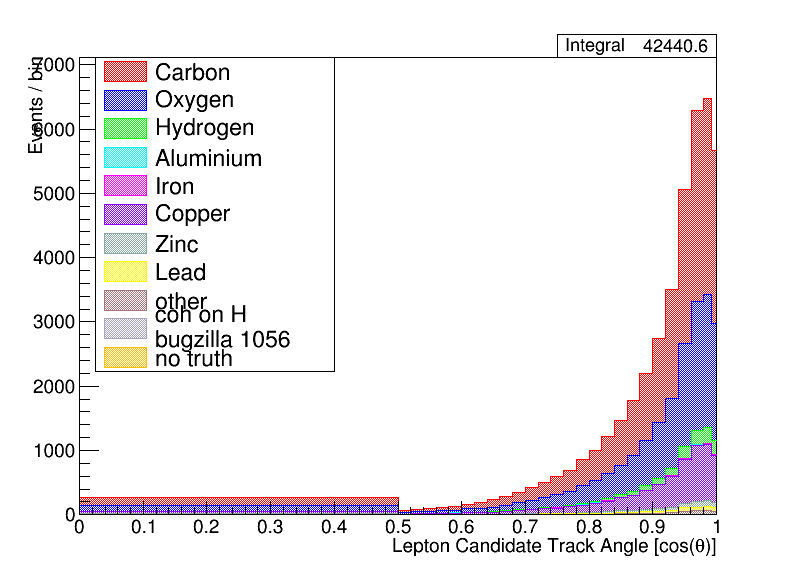 Integral 42440.6
Events / bin
7000
6000
5000
4000
3000
2000
1000
0
Carbon
Oxygen
Hydrogen
Aluminium
Iron
Copper
Zinc
Lead
other
coh on H
bugzilla 1056
no truth
0 0.1 0.2 0.3 0.4 0.5 0.6 0.7 0.8 0.9 1
Lepton Candidate Track Angle [cos(θ)]